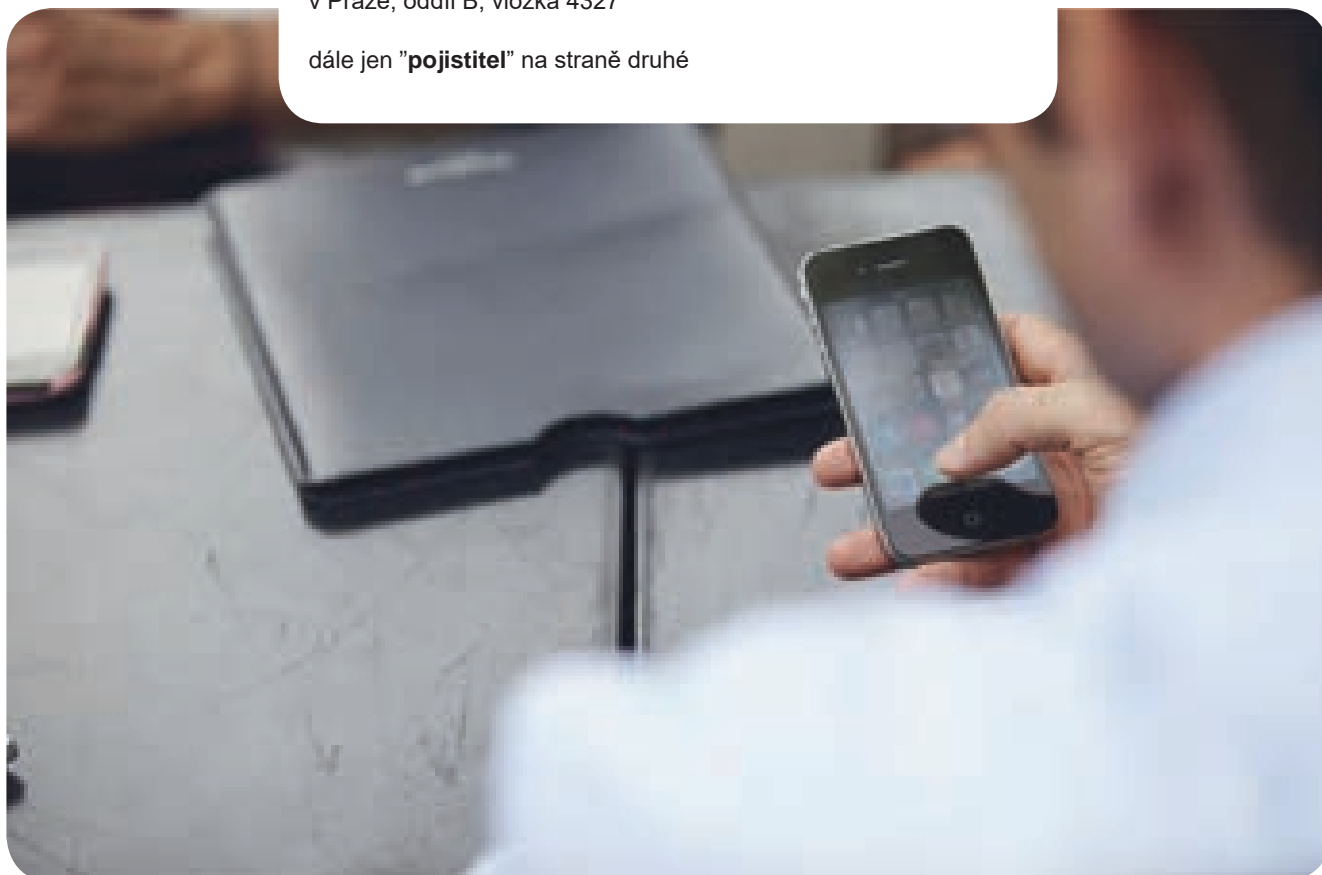 v Praze, oddíl B, vložka 4327
dále jen ”pojistitel” na straně druhé